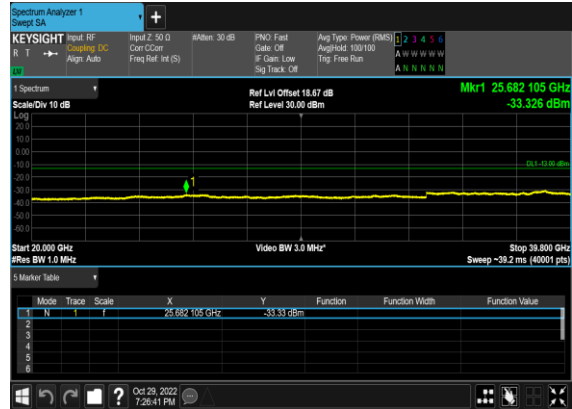 Spectrum Analyzer 1
Swept SA
KEYSIGHT Input: RF Input Z: 50 Ω #Atten: 30 dB PNO: Fast Avg Type: Power (RMS) 1 2 3 4 5 6
R T Coupling: DC Corr CCorr Gate: Off Avg|Hold: 100/100 A W W W W W
Align: Auto Freq Ref: Int (S) IF Gain: Low Trig: Free Run
Sig Track: Off A N N N N N
1 Spectrum Ref Lvl Offset 18.67 dB Mkr1 25.682 105 GHz
Scale/Div 10 dB Ref Level 30.00 dBm -33.326 dBm
Log
20.0
10.0
0.00
-10.0 DL1 -13.00 dBm
-20.0 1
-30.0
-40.0
-50.0
-60.0
Start 20.000 GHz Video BW 3.0 MHz* Stop 39.800 GHz
#Res BW 1.0 MHz Sweep ~39.2 ms (40001 pts)
5 Marker Table
Mode Trace Scale X Y Function Function Width Function Value
1 N 1 f 25.682 105 GHz -33.33 dBm
2
3
4
5
6
? Oct 29, 2022
7:26:41 PM